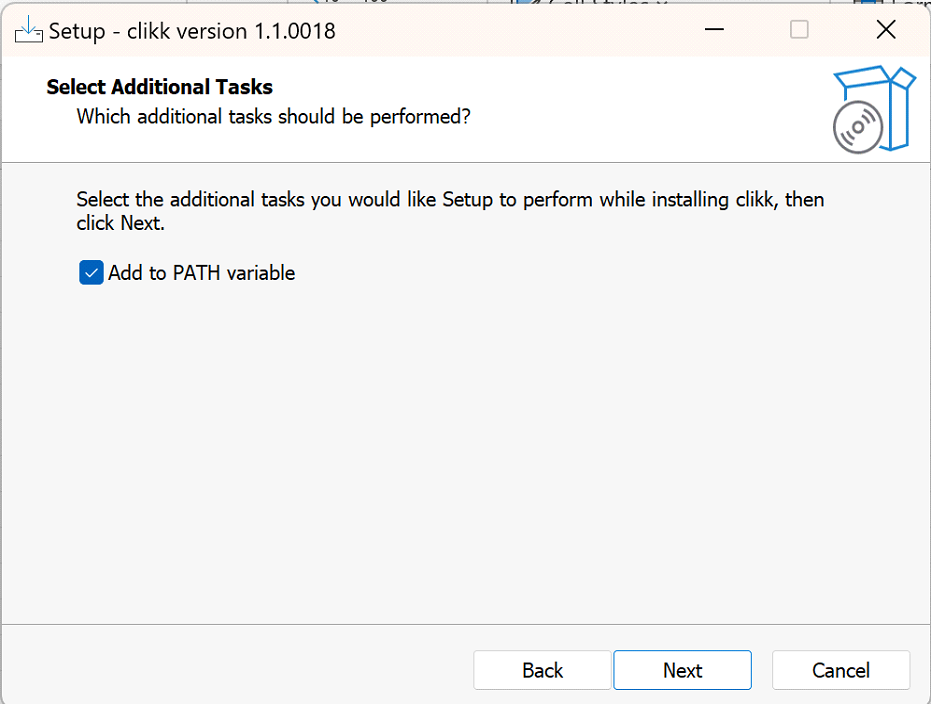 Setup - clikk version 1.1.0018
Select Additional Tasks
Which additional tasks should be performed?
Select the additional tasks you would like Setup to perform while installing clikk, then
click Next.
Add to PATH variable
Back
Next
Cancel